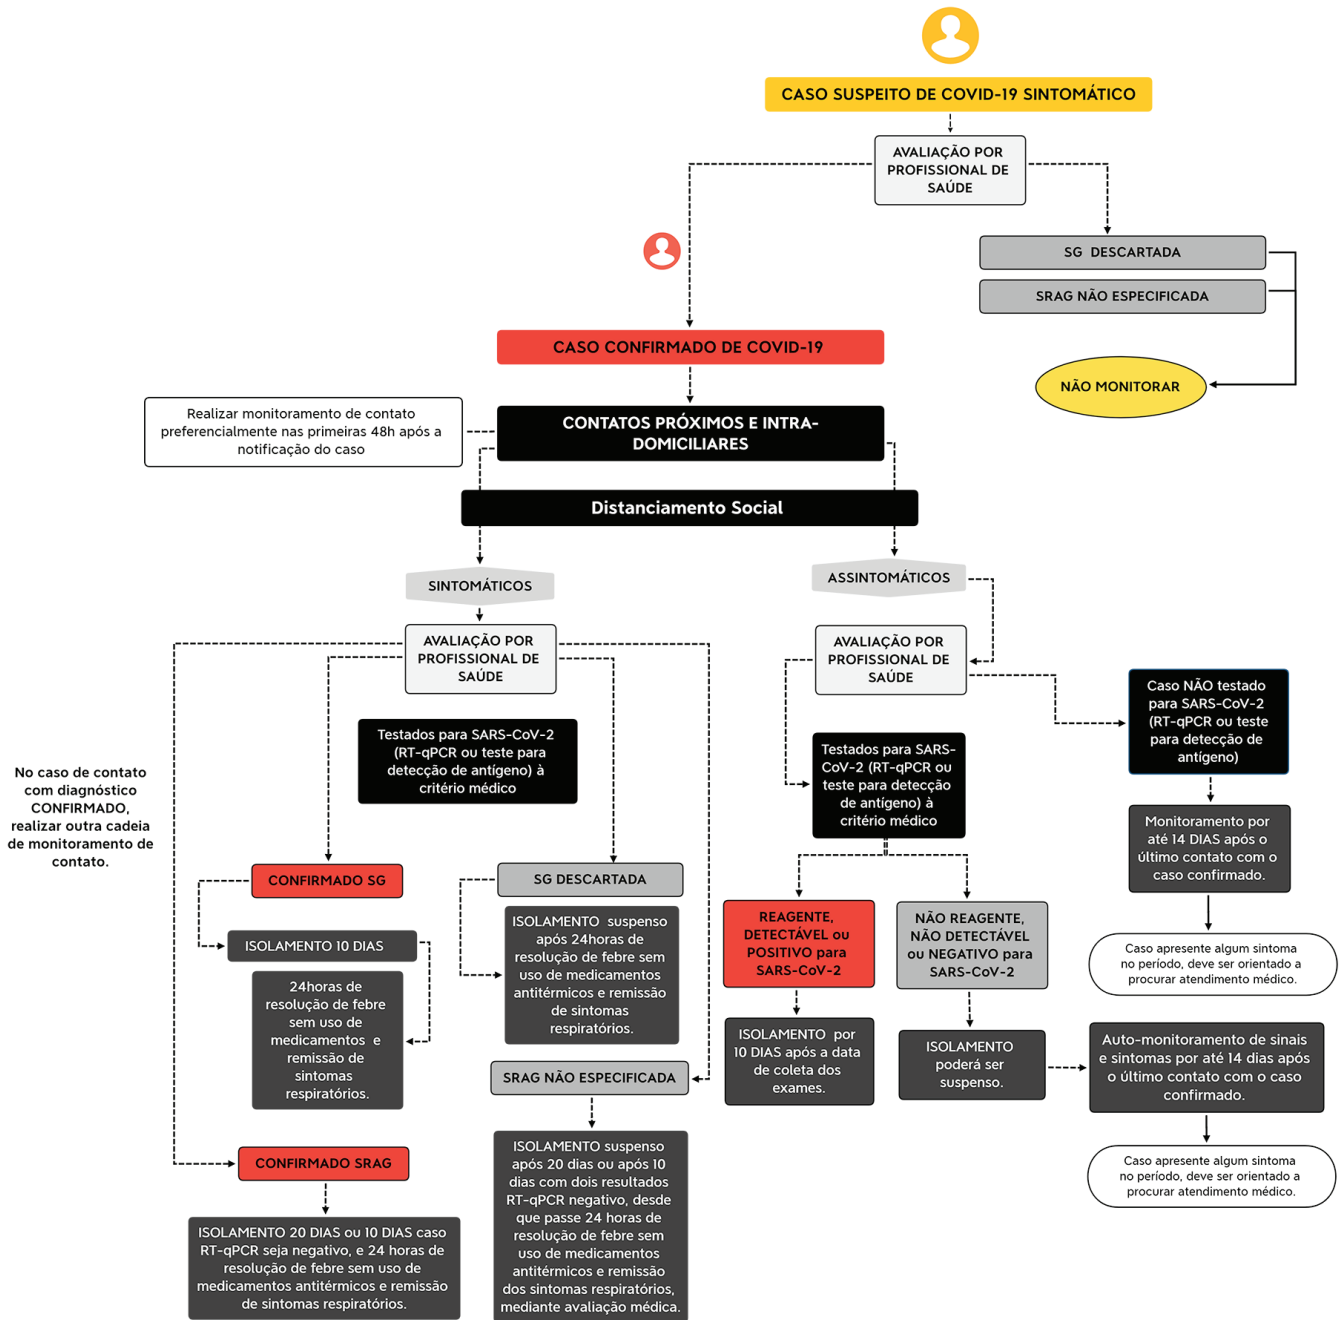 CASO SUSPEITO DE COVID-19 SINTOMÁTICO
AVALIAÇÃO POR
PROFISSIONAL DE
SAÚDE
SG DESCARTADA
SRAG NÃO ESPECIFICADA
NÃO MONITORAR
CASO CONFIRMADO DE COVID-19
Realizar monitoramento de contato
preferencialmente nas primeiras 48h após a
notificação do caso
CONTATOS PRÓXIMOS E INTRA-
DOMICILIARES
Distanciamento Social
SINTOMÁTICOS
AVALIAÇÃO POR
PROFISSIONAL DE
SAÚDE
Testados para SARS-CoV-2
(RT-qPCR ou teste para
detecção de antígeno) à
critério médico
No caso de contato
com diagnóstico
CONFIRMADO,
realizar outra cadeia
de monitoramento de
contato.
CONFIRMADO SG
ISOLAMENTO 10 DIAS
24horas de
resolução de febre
sem uso de
medicamentos e
remissão de
sintomas
respiratórios.
CONFIRMADO SRAG
ISOLAMENTO 20 DIAS ou 10 DIAS caso
RT-qPCR seja negativo, e 24 horas de
resolução de febre sem uso de
medicamentos antitérmicos e remissão
de sintomas respiratórios.
SG DESCARTADA
ISOLAMENTO suspenso
após 24horas de
resolução de febre sem
uso de medicamentos
antitérmicos e remissão
de sintomas
respiratórios.
SRAG NÃO ESPECIFICADA
ISOLAMENTO suspenso
após 20 dias ou após 10
dias com dois resultados
RT-qPCR negativo, desde
que passe 24 horas de
resolução de febre sem
uso de medicamentos
antitérmicos e remissão
dos sintomas respiratórios,
mediante avaliação médica.
ASSINTOMÁTICOS
AVALIAÇÃO POR
PROFISSIONAL DE
SAÚDE
Testados para SARS-
CoV-2 (RT-qPCR ou
teste para detecção
de antígeno) à
critério médico
REAGENTE,
DETECTÁVEL ou
POSITIVO para
SARS-CoV-2
ISOLAMENTO por
10 DIAS após a data
de coleta dos
exames.
NÃO REAGENTE,
NÃO DETECTÁVEL
ou NEGATIVO para
SARS-CoV-2
ISOLAMENTO
poderá ser
suspenso.
Caso NÃO testado
para SARS-CoV-2
(RT-qPCR ou teste
para detecção de
antígeno)
Monitoramento por
até 14 DIAS após o
último contato com o
caso confirmado.
Caso apresente algum sintoma
no período, deve ser orientado a
procurar atendimento médico.
Auto-monitoramento de sinais
e sintomas por até 14 dias após
o último contato com o caso
confirmado.
Caso apresente algum sintoma
no período, deve ser orientado a
procurar atendimento médico.